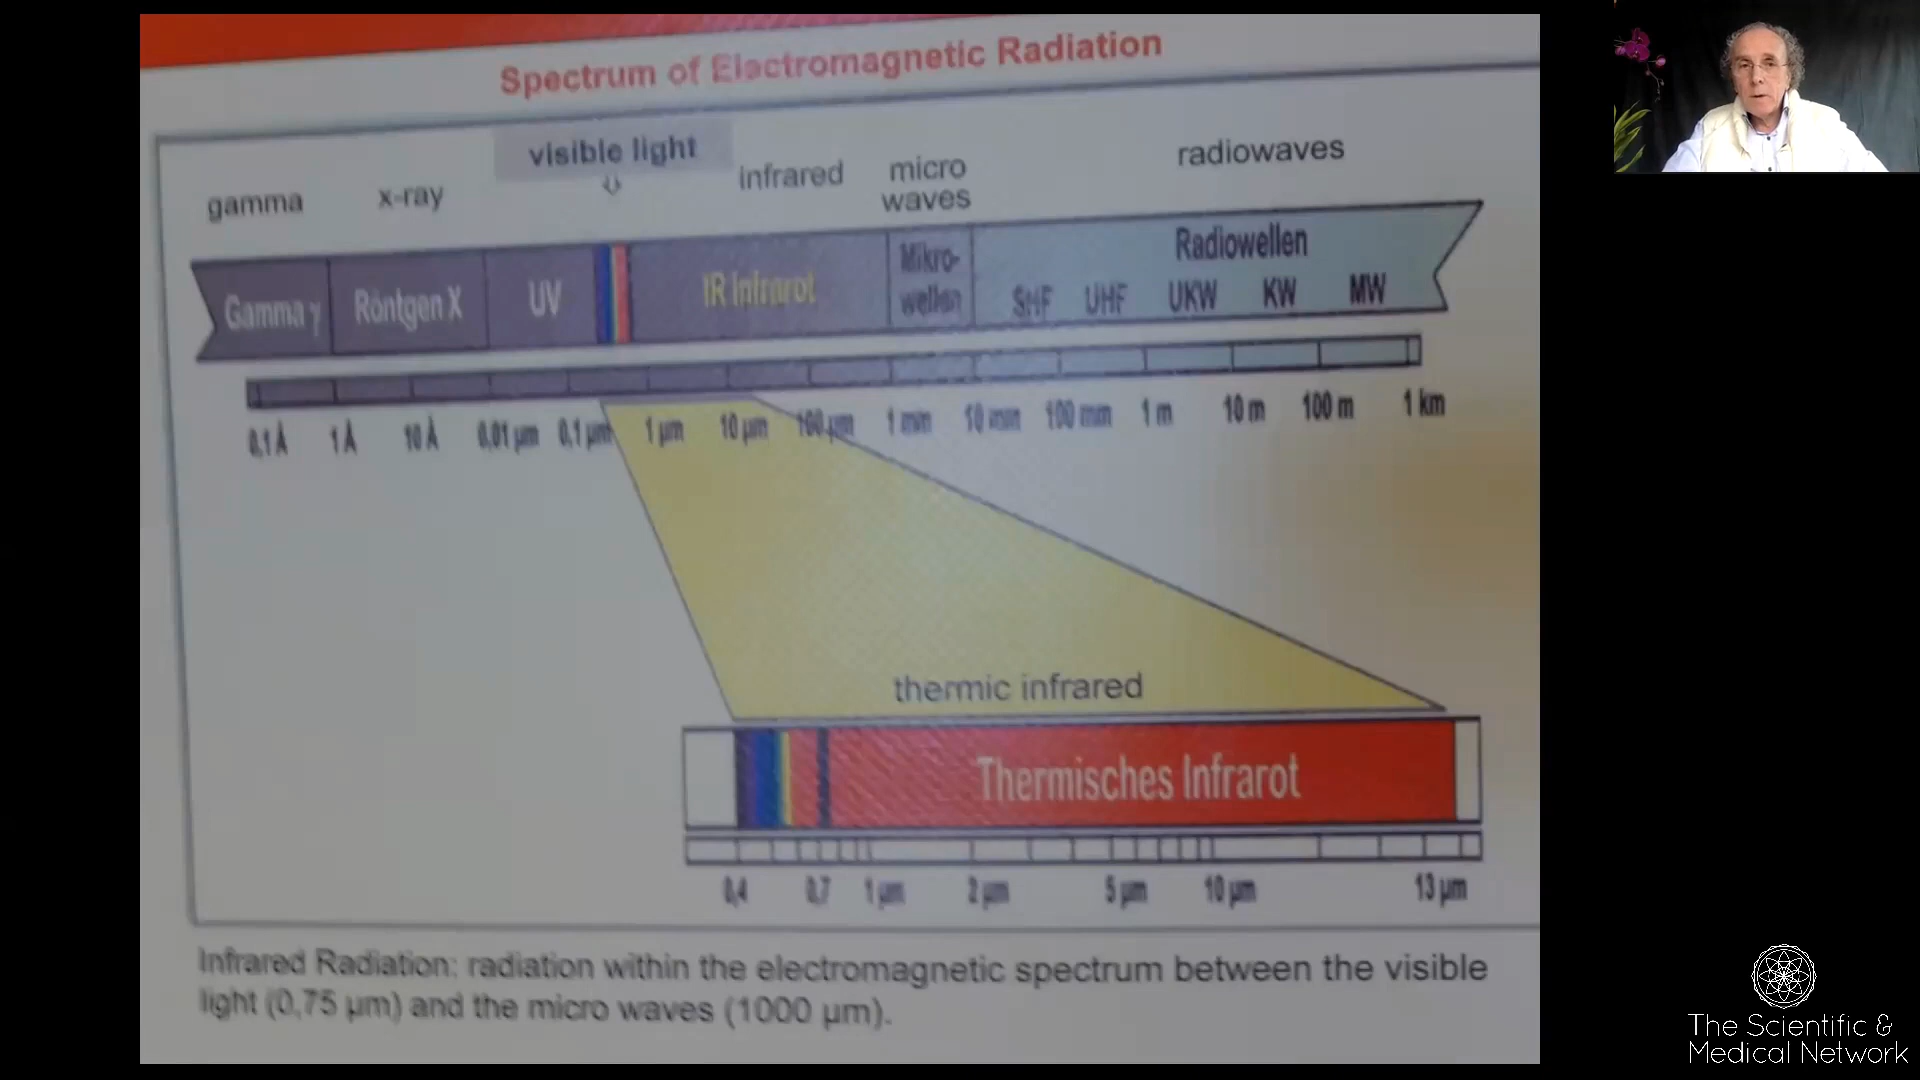 Spectrum of Electromagnetic Radiation
visible light
gamma
x-ray
infrared
micro
waves
radiowaves
Gamma γ
Röntgen X
UV
IR Infrarot
Mikro-
wellen
Radiowellen
SHF UHF UKW KW MW
0,1 Å 1 Å 10 Å 0,01 µm 0,1 µm 1 µm 10 µm 100 µm 1 mm 10 mm 100 mm 1 m 10 m 100 m 1 km
thermic infrared
Thermisches Infrarot
0,4 0,7 1 µm 2 µm 5 µm 10 µm 13 µm
Infrared Radiation: radiation within the electromagnetic spectrum between the visible
light (0,75 µm) and the micro waves (1000 µm).
The Scientific &
Medical Network